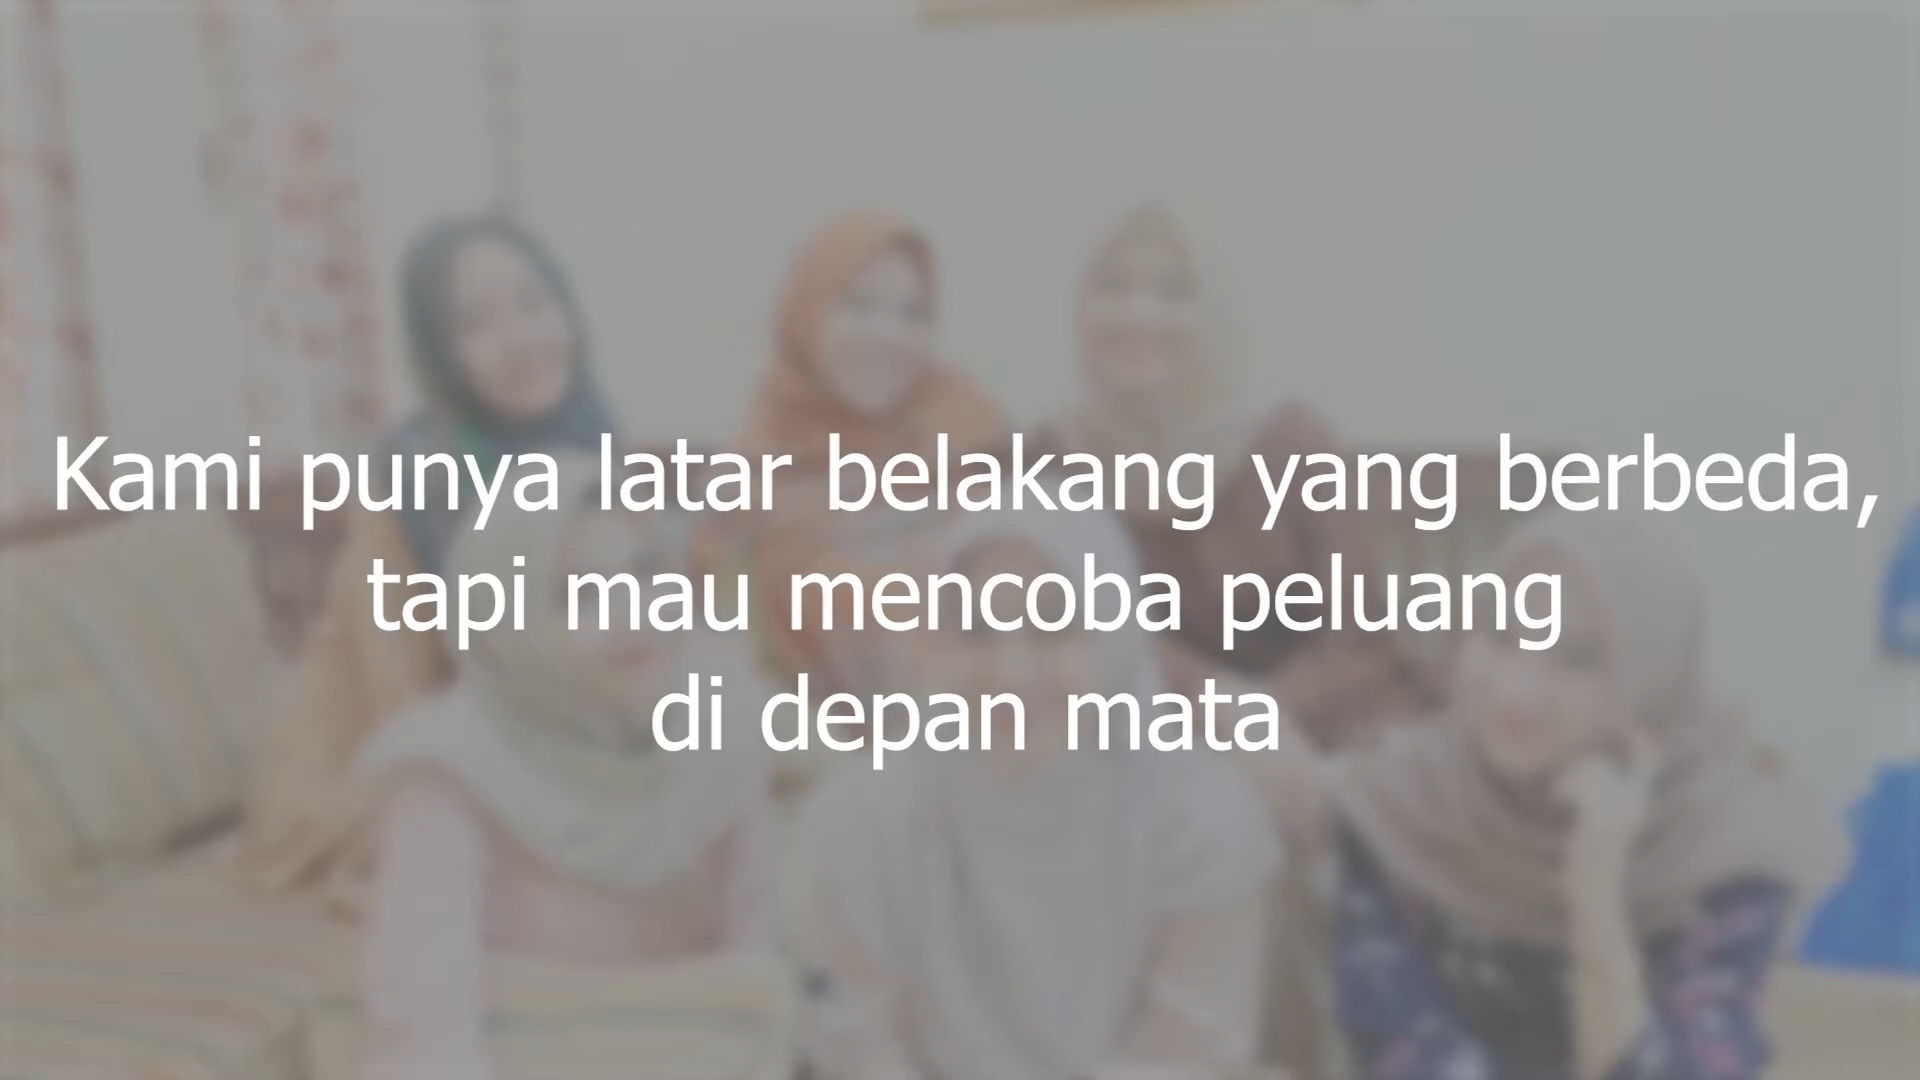 Kami punya latar belakang yang berbeda,
tapi mau mencoba peluang
di depan mata